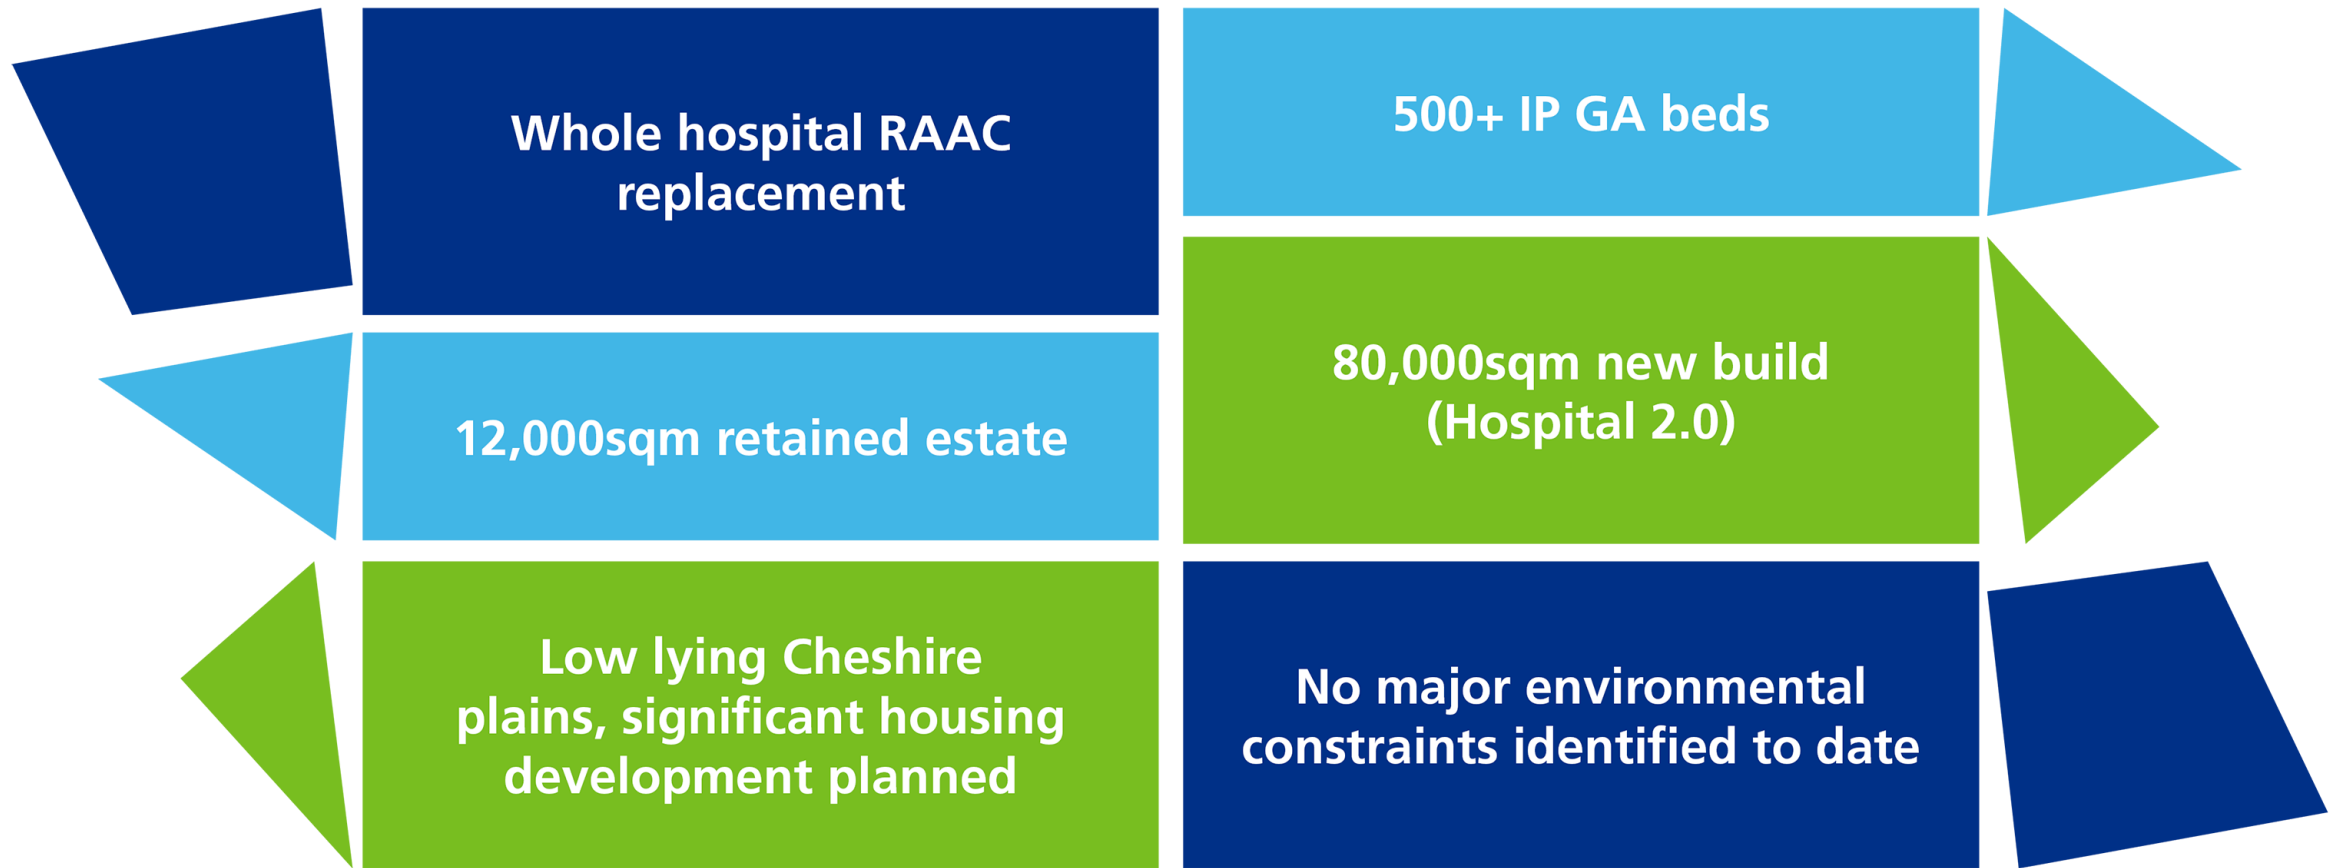 Whole hospital RAAC
replacement
12,000sqm retained estate
Low lying Cheshire
plains, significant housing
development planned
500+ IP GA beds
80,000sqm new build
(Hospital 2.0)
No major environmental
constraints identified to date